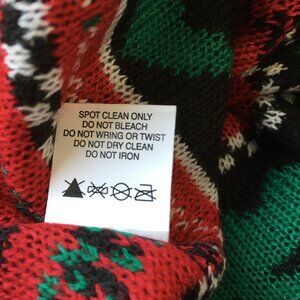 SPOT CLEAN ONLY
DO NOT BLEACH
DO NOT WRING OR TWIST
DO NOT DRY CLEAN
DO NOT IRON